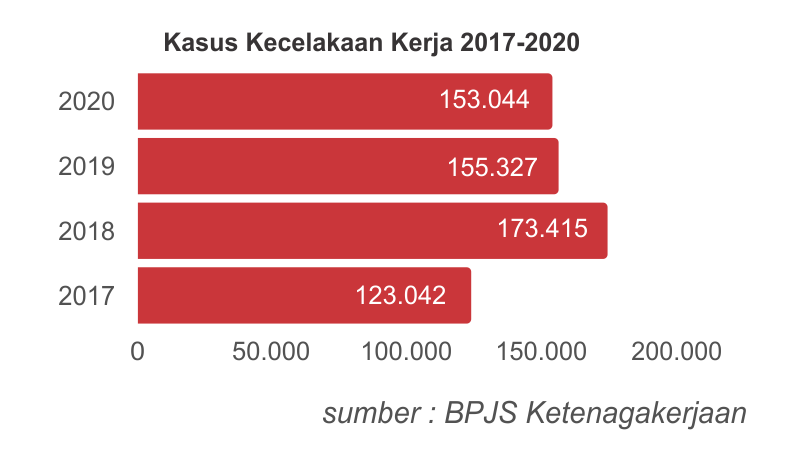 Kasus Kecelakaan Kerja 2017-2020
2020 153.044
2019 155.327
2018 173.415
2017 123.042
0 50.000 100.000 150.000 200.000
sumber : BPJS Ketenagakerjaan